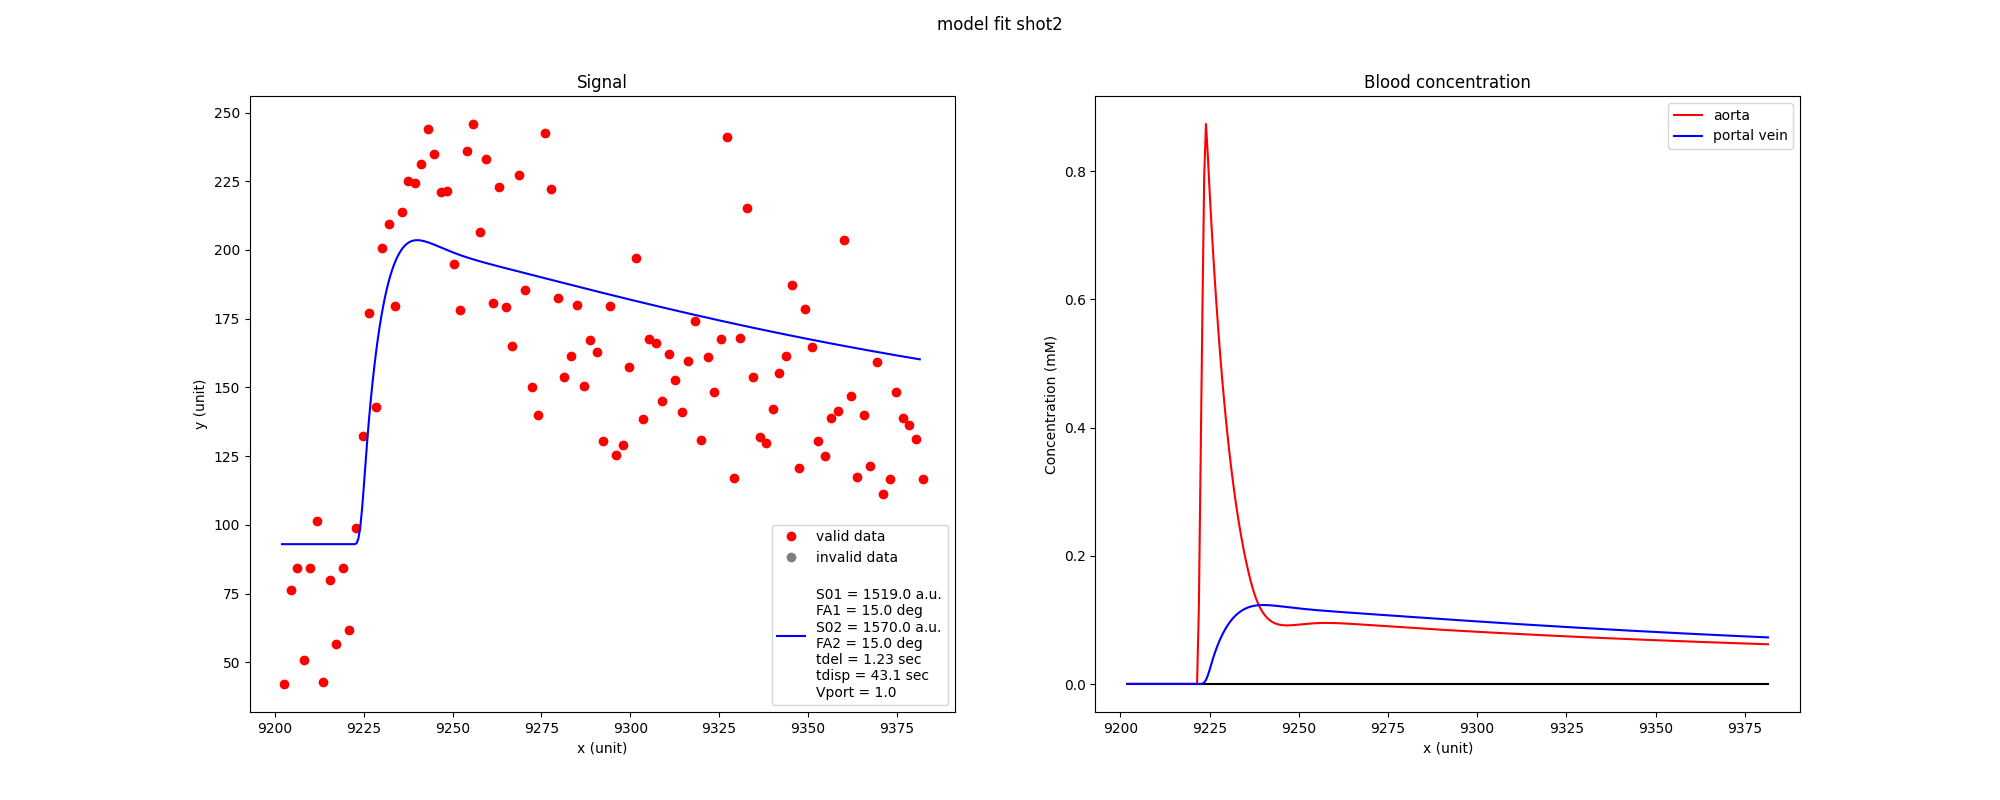 model fit shot2
Signal
y (unit)
250
225
200
175
150
125
100
75
50
9200
9225
9250
9275
9300
9325
9350
9375
x (unit)
valid data
invalid data
S01 = 1519.0 a.u.
FA1 = 15.0 deg
S02 = 1570.0 a.u.
FA2 = 15.0 deg
tdel = 1.23 sec
tdisp = 43.1 sec
Vport = 1.0
Blood concentration
Concentration (mM)
0.8
0.6
0.4
0.2
0.0
9200
9225
9250
9275
9300
9325
9350
9375
x (unit)
aorta
portal vein